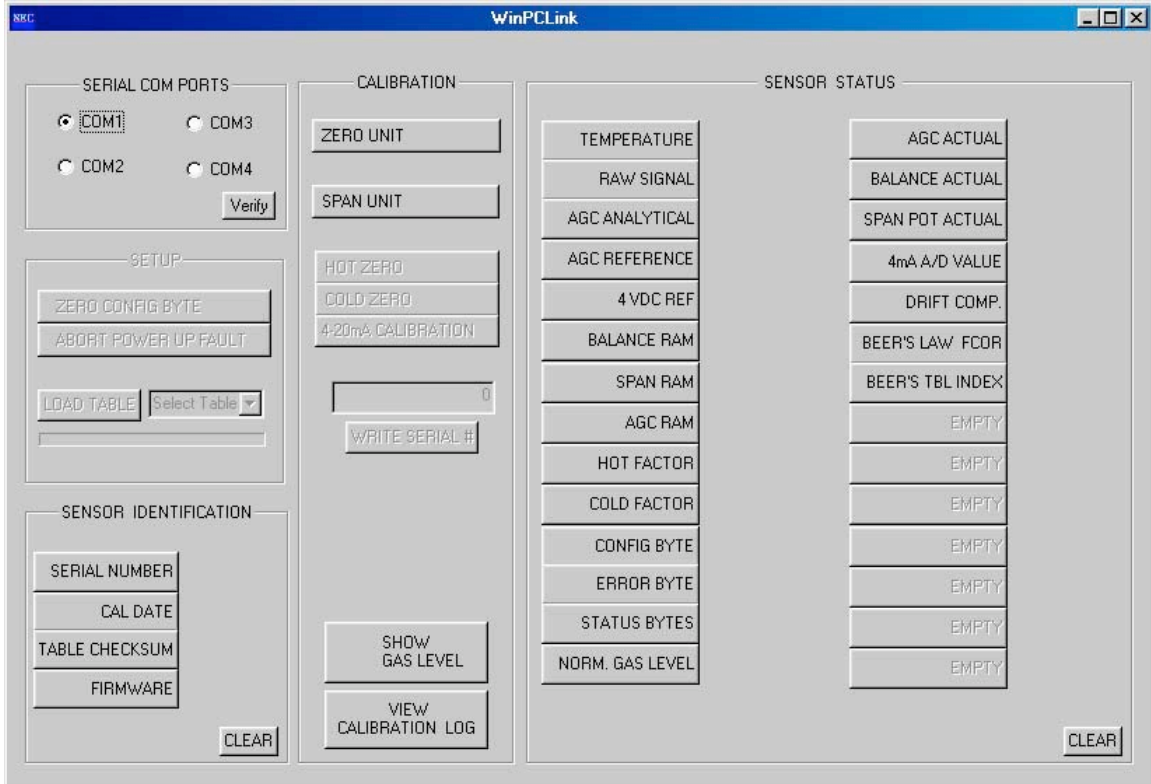 SEC
WinPCLink
SERIAL COM PORTS
COM1
COM3
COM2
COM4
Verify
SETUP
ZERO CONFIG BYTE
ABORT POWER UP FAULT
LOAD TABLE
Select Table
SENSOR IDENTIFICATION
SERIAL NUMBER
CAL DATE
TABLE CHECKSUM
FIRMWARE
CLEAR
CALIBRATION
ZERO UNIT
SPAN UNIT
HOT ZERO
COLD ZERO
4-20mA CALIBRATION
0
WRITE SERIAL #
SHOW
GAS LEVEL
VIEW
CALIBRATION LOG
SENSOR STATUS
TEMPERATURE
RAW SIGNAL
AGC ANALYTICAL
AGC REFERENCE
4 VDC REF
BALANCE RAM
SPAN RAM
AGC RAM
HOT FACTOR
COLD FACTOR
CONFIG BYTE
ERROR BYTE
STATUS BYTES
NORM. GAS LEVEL
AGC ACTUAL
BALANCE ACTUAL
SPAN POT ACTUAL
4mA A/D VALUE
DRIFT COMP.
BEER'S LAW FCOR
BEER'S TBL INDEX
EMPTY
EMPTY
EMPTY
EMPTY
EMPTY
EMPTY
EMPTY
CLEAR